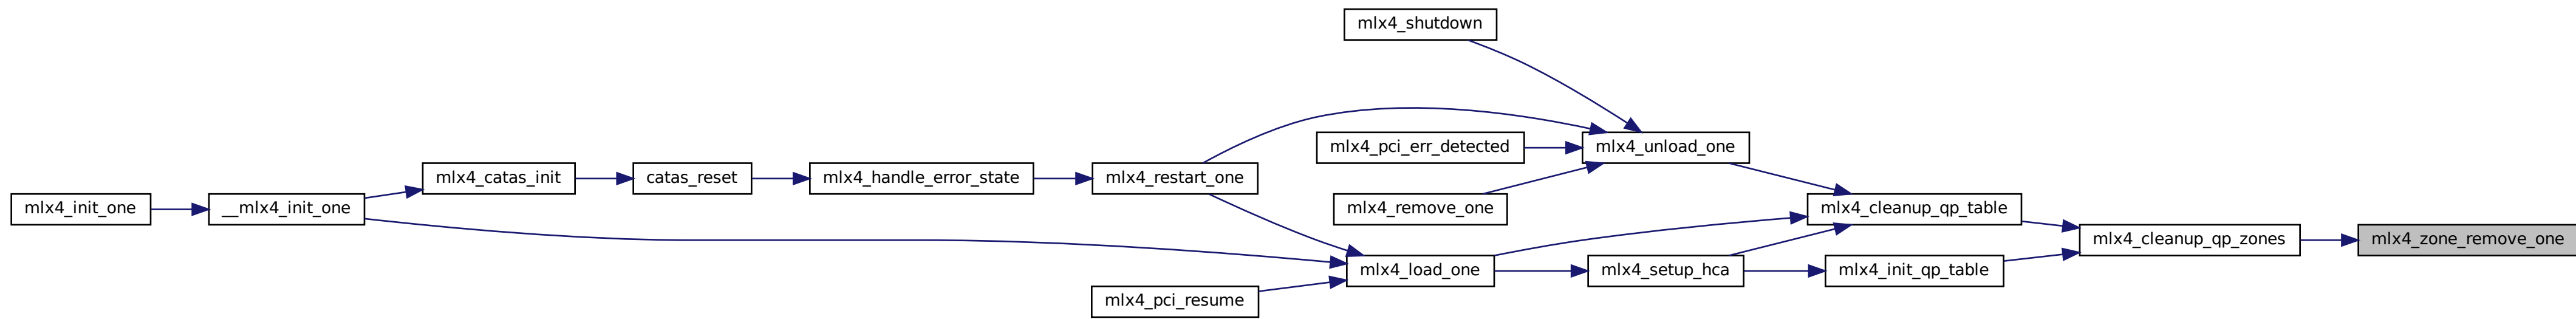 mlx4_shutdown
mlx4_pci_err_detected
mlx4_unload_one
mlx4_catas_init
catas_reset
mlx4_handle_error_state
mlx4_restart_one
mlx4_init_one
__mlx4_init_one
mlx4_remove_one
mlx4_cleanup_qp_table
mlx4_cleanup_qp_zones
mlx4_zone_remove_one
mlx4_load_one
mlx4_setup_hca
mlx4_init_qp_table
mlx4_pci_resume